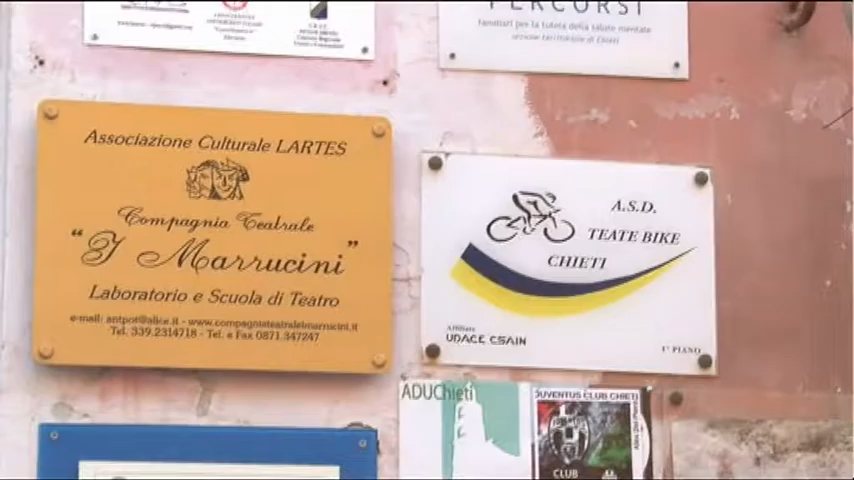 PERCORSI
familiari per la tutela della salute mentale
sezione territoriale di Chieti
Associazione Culturale LARTES
Compagnia Teatrale
“I Marrucini”
Laboratorio e Scuola di Teatro
e-mail: antpot@alice.it - www.compagniateatraleimarrucini.it
Tel. 339.2314718 - Tel. e Fax 0871.347247
A.S.D.
TEATE BIKE
CHIETI
Affiliata
UDACE CSAIN
1° PIANO
ADUChieti
JUVENTUS CLUB CHIETI
JUVENTUS
CLUB